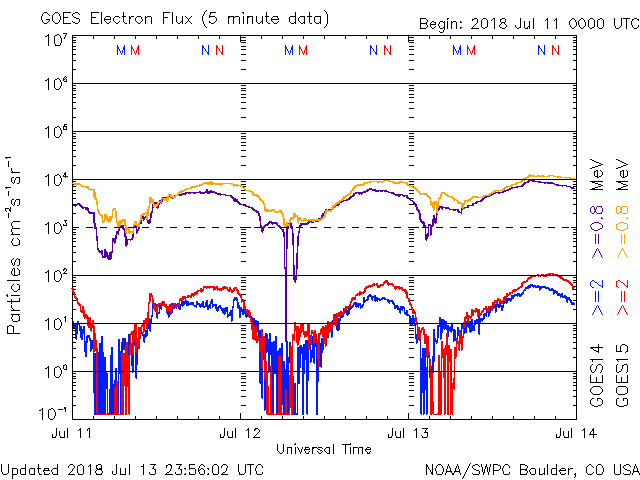 GOES Electron Flux (5 minute data)
Begin: 2018 Jul 11 0000 UTC
10⁷
M M N N M M N N M M N N
10⁶
10⁵
10⁴
10³
10²
10¹
10⁰
10⁻¹
Particles cm⁻²s⁻¹sr⁻¹
GOES14 >=2 >=0.8 MeV
GOES15 >=2 >=0.8 MeV
Jul 11 Jul 12 Jul 13 Jul 14
Universal Time
Updated 2018 Jul 13 23:56:02 UTC
NOAA/SWPC Boulder, CO USA